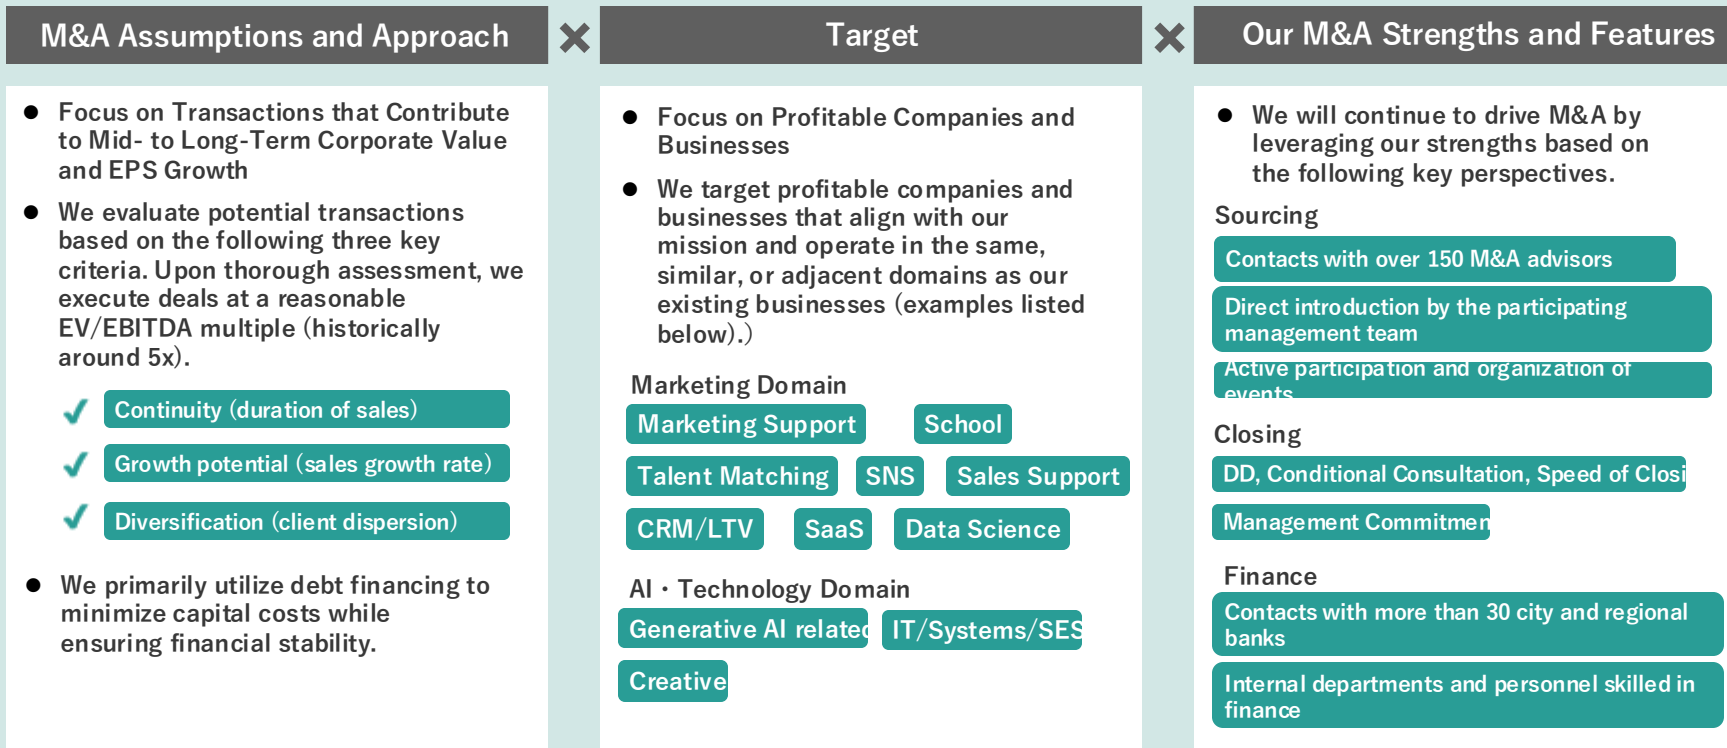 M&A Assumptions and Approach
Focus on Transactions that Contribute
to Mid- to Long-Term Corporate Value
and EPS Growth
We evaluate potential transactions
based on the following three key
criteria. Upon thorough assessment, we
execute deals at a reasonable
EV/EBITDA multiple (historically
around 5x).
Continuity (duration of sales)
Growth potential (sales growth rate)
Diversification (client dispersion)
We primarily utilize debt financing to
minimize capital costs while
ensuring financial stability.
Target
Focus on Profitable Companies and
Businesses
We target profitable companies and
businesses that align with our
mission and operate in the same,
similar, or adjacent domains as our
existing businesses (examples listed
below).)
Marketing Domain
Marketing Support
School
Talent Matching
SNS
Sales Support
CRM/LTV
SaaS
Data Science
AI・Technology Domain
Generative AI related
IT/Systems/SES
Creative
Our M&A Strengths and Features
We will continue to drive M&A by
leveraging our strengths based on
the following key perspectives.
Sourcing
Contacts with over 150 M&A advisors
Direct introduction by the participating
management team
Active participation and organization of
events
Closing
DD, Conditional Consultation, Speed of Closi
Management Commitmen
Finance
Contacts with more than 30 city and regional
banks
Internal departments and personnel skilled in
finance